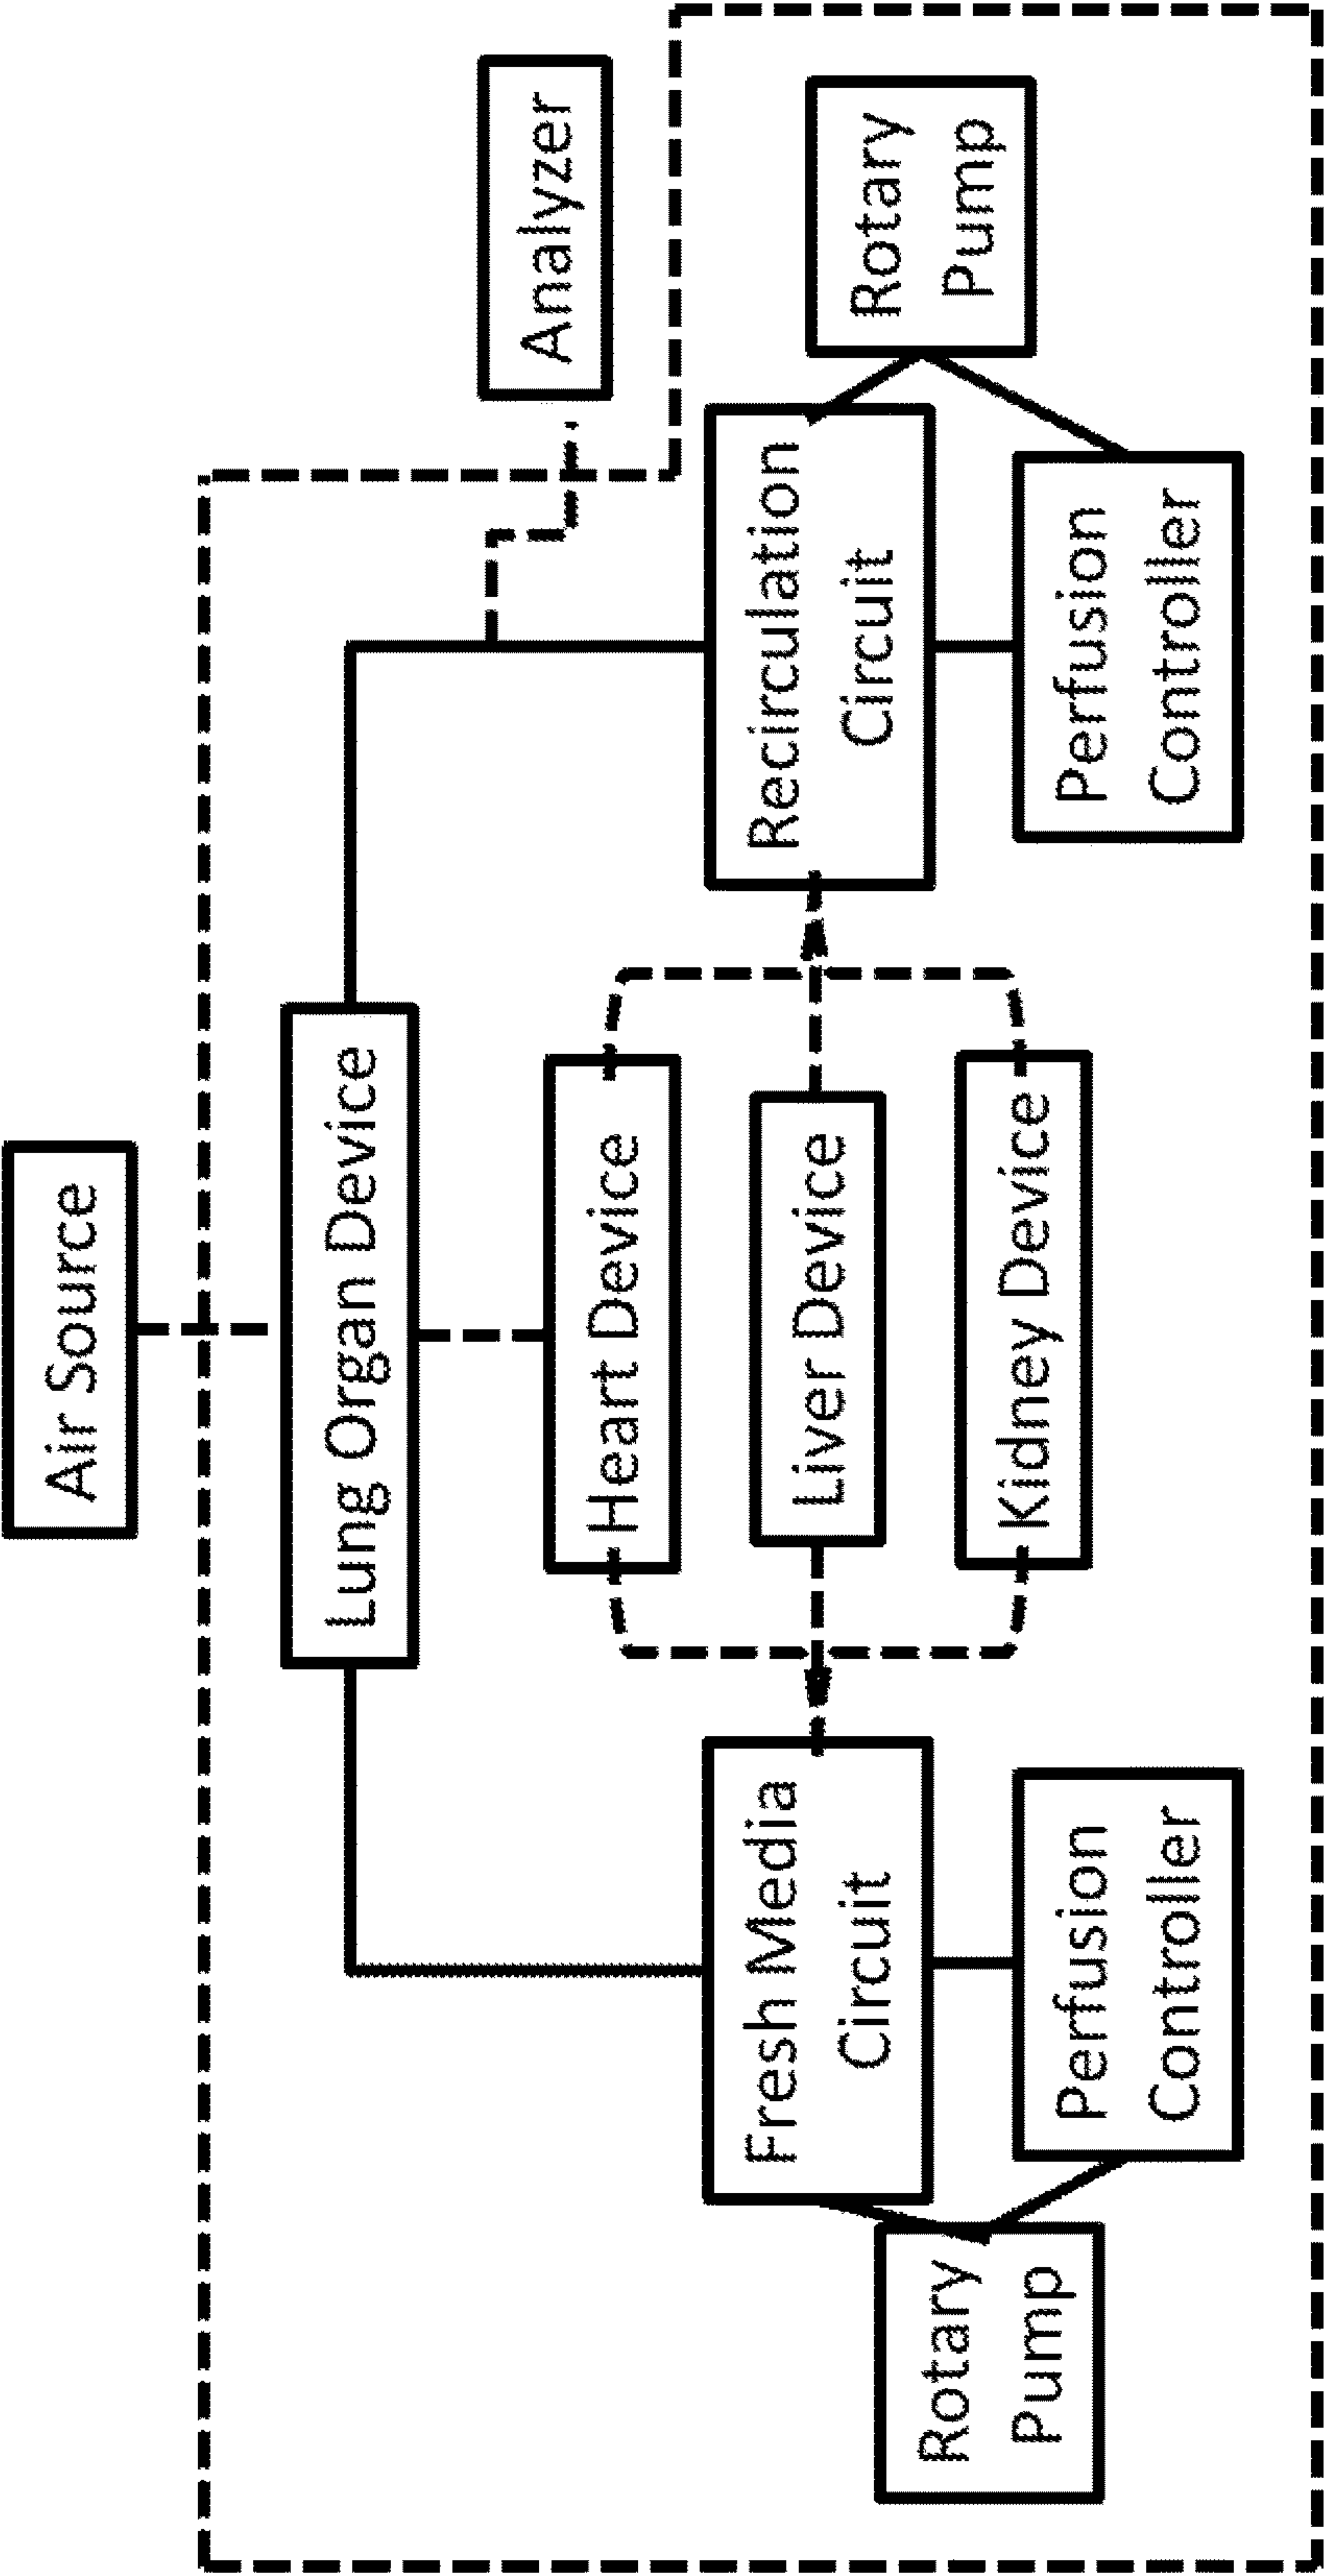 Air Source
Lung Organ Device
Analyzer
Heart Device
Liver Device
Kidney Device
Fresh Media
Circuit
Recirculation
Circuit
Rotary
Pump
Rotary
Pump
Perfusion
Controller
Perfusion
Controller